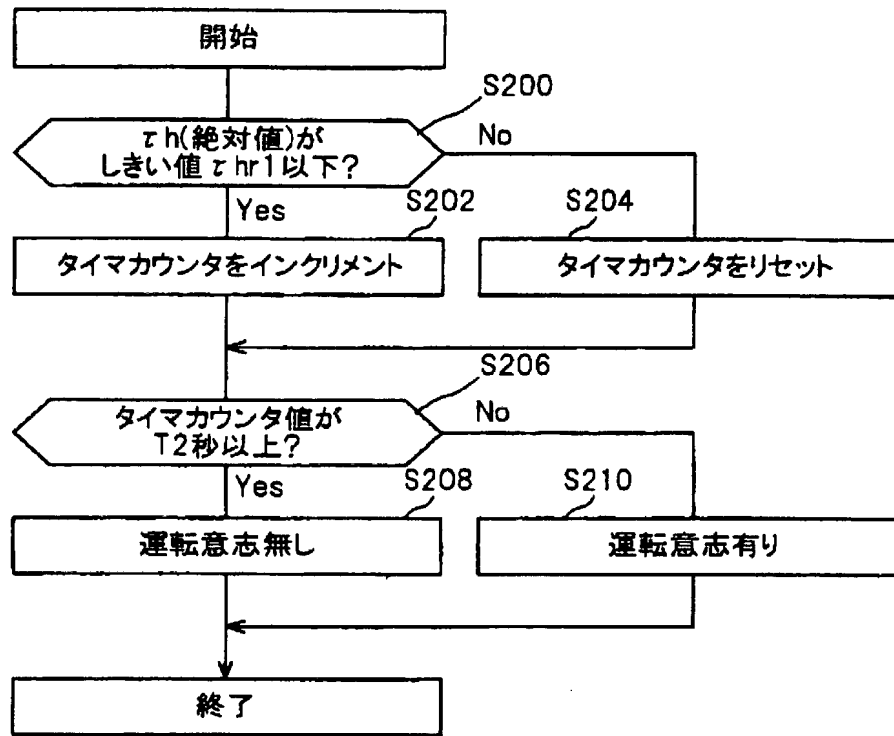 開始
S200
τh(絶対値)が
しきい値τhr1以下?
No
Yes
S202
S204
タイマカウンタをインクリメント
タイマカウンタをリセット
S206
タイマカウンタ値が
T2秒以上?
No
Yes
S208
S210
運転意志無し
運転意志有り
終了